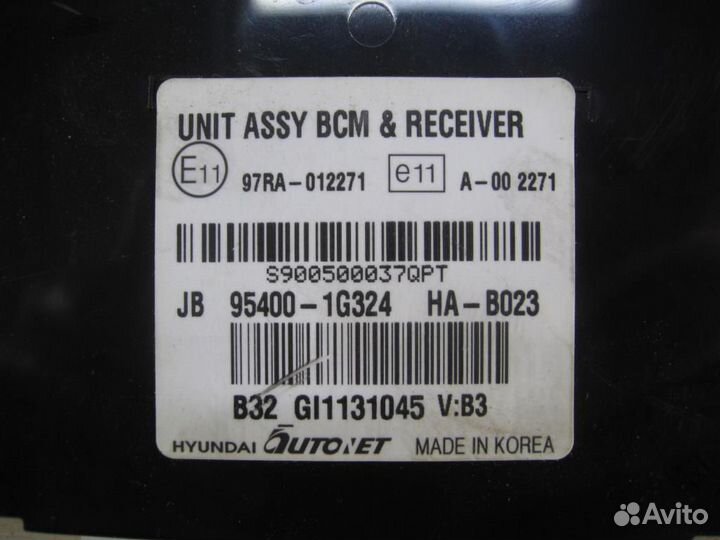 UNIT ASSY BCM & RECEIVER
E11 97RA-012271 e11 A-00 2271
S900500037QPT
JB 95400-1G324 HA-B023
B32 GI1131045 V:B3
HYUNDAI AUTONET MADE IN KOREA
Avito